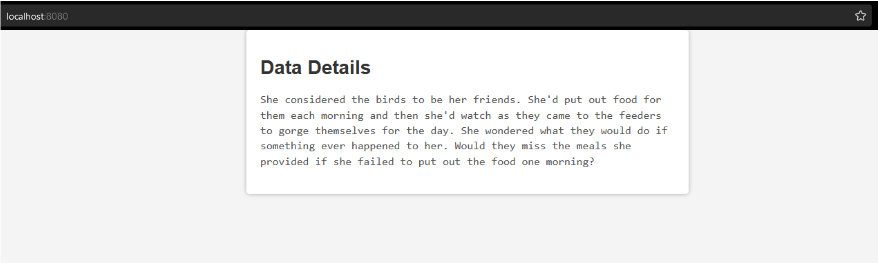 localhost:8080
Data Details
She considered the birds to be her friends. She'd put out food for
them each morning and then she'd watch as they came to the feeders
to gorge themselves for the day. She wondered what they would do if
something ever happened to her. Would they miss the meals she
provided if she failed to put out the food one morning?